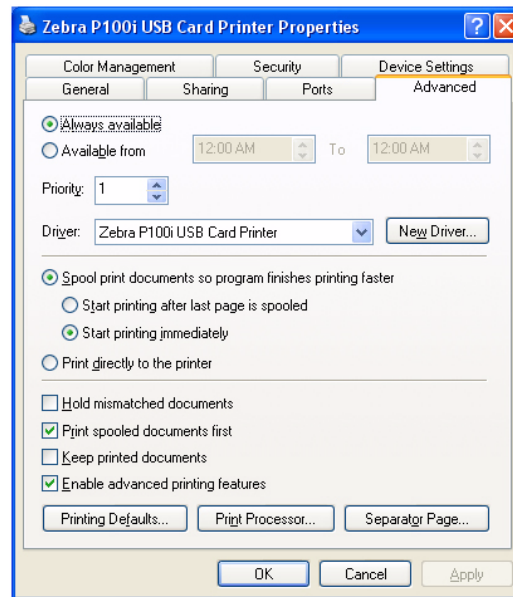 Zebra P100i USB Card Printer Properties
Color Management Security Device Settings
General Sharing Ports Advanced
Always available
Available from 12:00 AM To 12:00 AM
Priority: 1
Driver: Zebra P100i USB Card Printer New Driver...
Spool print documents so program finishes printing faster
Start printing after last page is spooled
Start printing immediately
Print directly to the printer
Hold mismatched documents
Print spooled documents first
Keep printed documents
Enable advanced printing features
Printing Defaults... Print Processor... Separator Page...
OK Cancel Apply